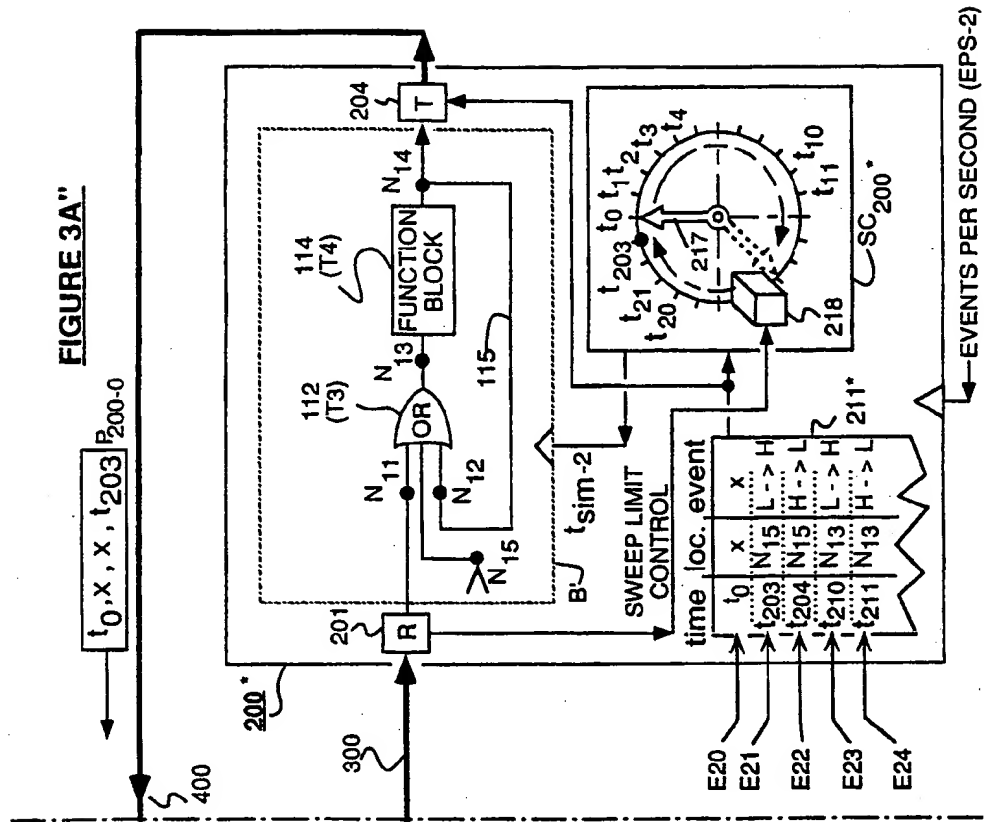 FIGURE 3A"
t0, x, x, t203
P200-0
400
300
200*
201
R
204
T
N11
N12
N15
112
(T3)
OR
N13
114
(T4)
FUNCTION
BLOCK
N14
115
B'
tsim-2
SWEEP LIMIT
CONTROL
t0
t1
t2
t3
t4
t10
t11
t20
t21
t203
217
218
SC200*
211*
time loc. event
E20 t0 x x
E21 t203 N15 L -> H
E22 t204 N15 H -> L
E23 t210 N13 L -> H
E24 t211 N13 H -> L
EVENTS PER SECOND (EPS-2)